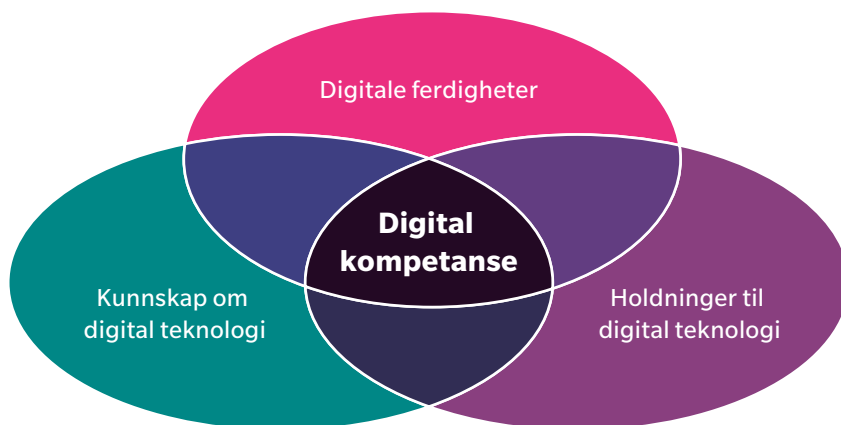 Digitale ferdigheter
Digital
kompetanse
Kunnskap om
digital teknologi
Holdninger til
digital teknologi